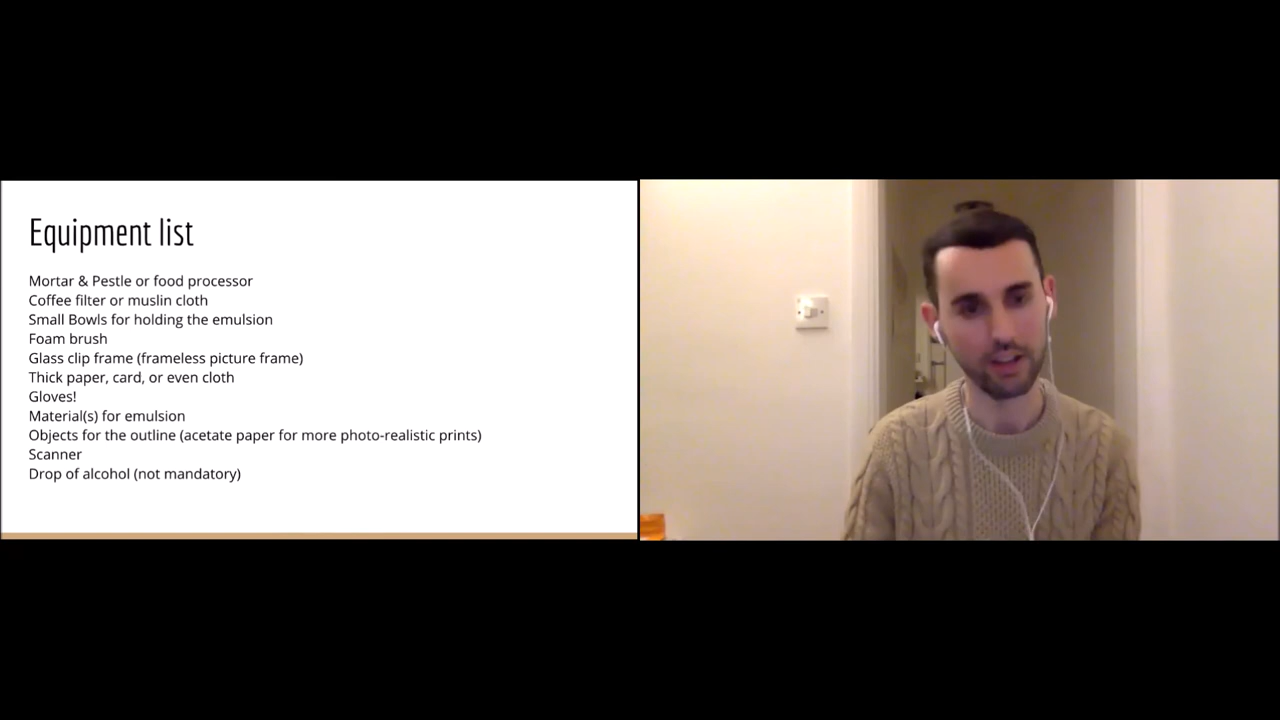 Equipment list
Mortar & Pestle or food processor
Coffee filter or muslin cloth
Small Bowls for holding the emulsion
Foam brush
Glass clip frame (frameless picture frame)
Thick paper, card, or even cloth
Gloves!
Material(s) for emulsion
Objects for the outline (acetate paper for more photo-realistic prints)
Scanner
Drop of alcohol (not mandatory)